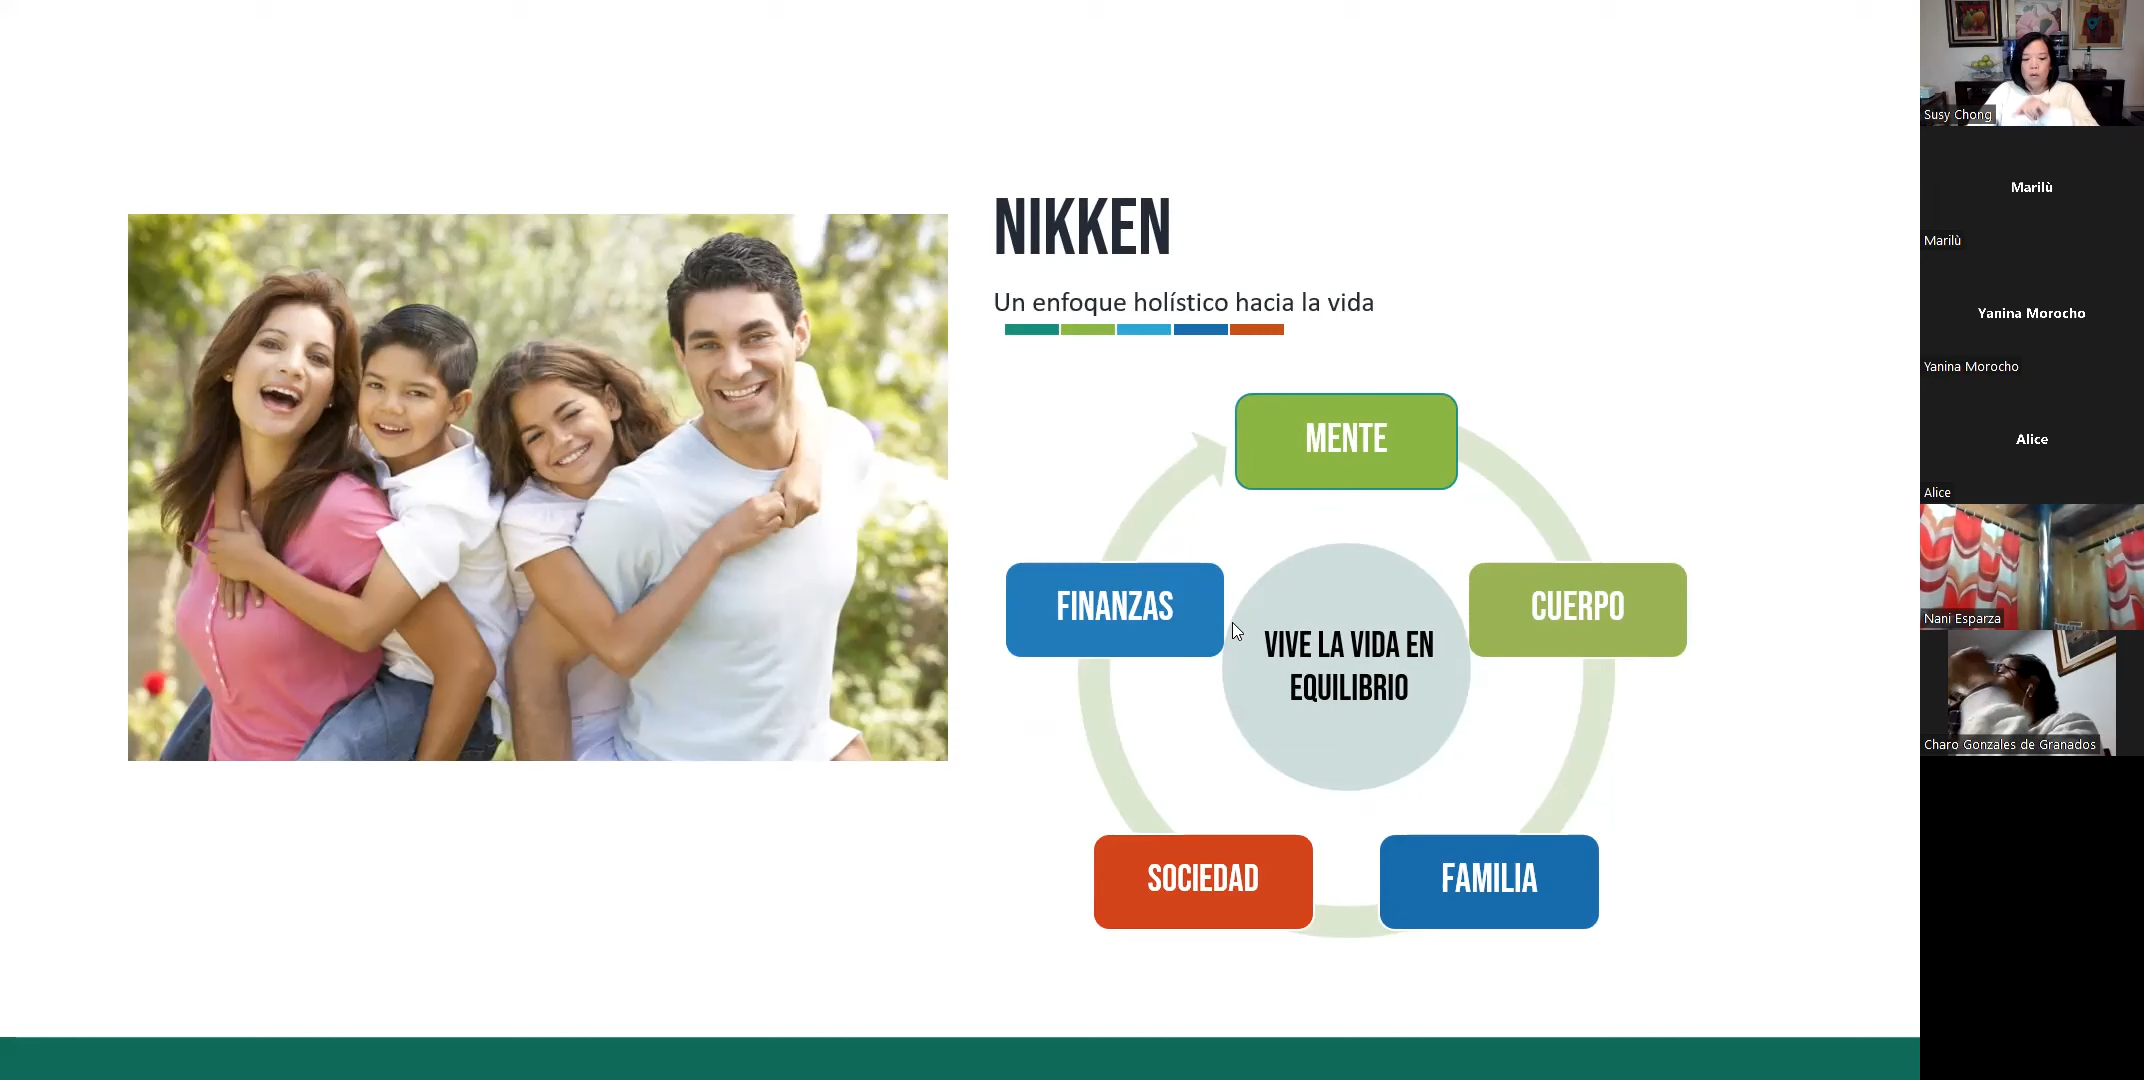 NIKKEN
Un enfoque holístico hacia la vida
MENTE
FINANZAS
CUERPO
VIVE LA VIDA EN
EQUILIBRIO
SOCIEDAD
FAMILIA
Susy Chong
Marilù
Marilù
Yanina Morocho
Yanina Morocho
Alice
Alice
Nani Esparza
Charo Gonzales de Granados